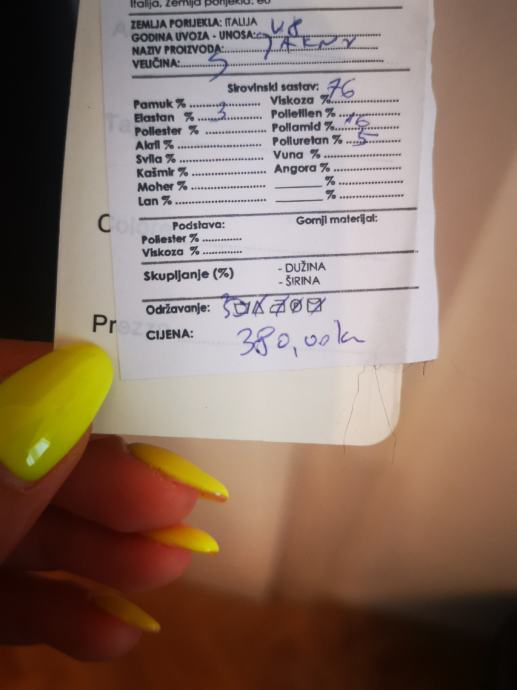 Italija, zemlja porijekla: eu
ZEMLJA PORIJEKLA: ITALIJA
GODINA UVOZA - UNOSA:
NAZIV PROIZVODA:
VELIČINA: S
Sirovinski sastav:
Pamuk % Viskoza % 76
Elastan % 3 Polietilen %
Poliester % Poliamid % 16
Akril % Poliuretan % 5
Svila % Vuna %
Kašmir % Angora %
Moher % %
Lan % %
Podstava: Gornji materijal:
Poliester %
Viskoza %
Skupljanje (%) - DUŽINA
- ŠIRINA
Održavanje: 30
CIJENA: 380,00 kn